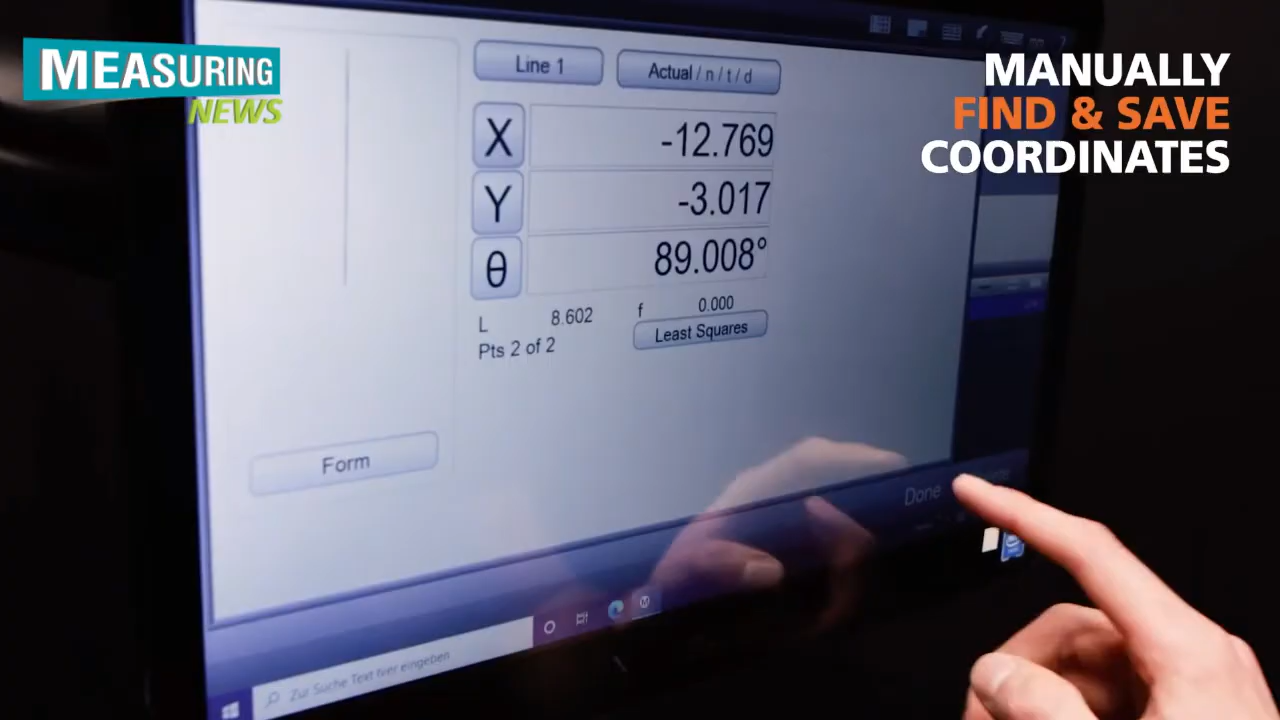 MEASURING
NEWS
MANUALLY
FIND & SAVE
COORDINATES
Line 1
Actual / n / t / d
X
-12.769
Y
-3.017
θ
89.008°
L 8.602 f 0.000
Pts 2 of 2
Least Squares
Form
Done
Zur Suche Text hier eingeben